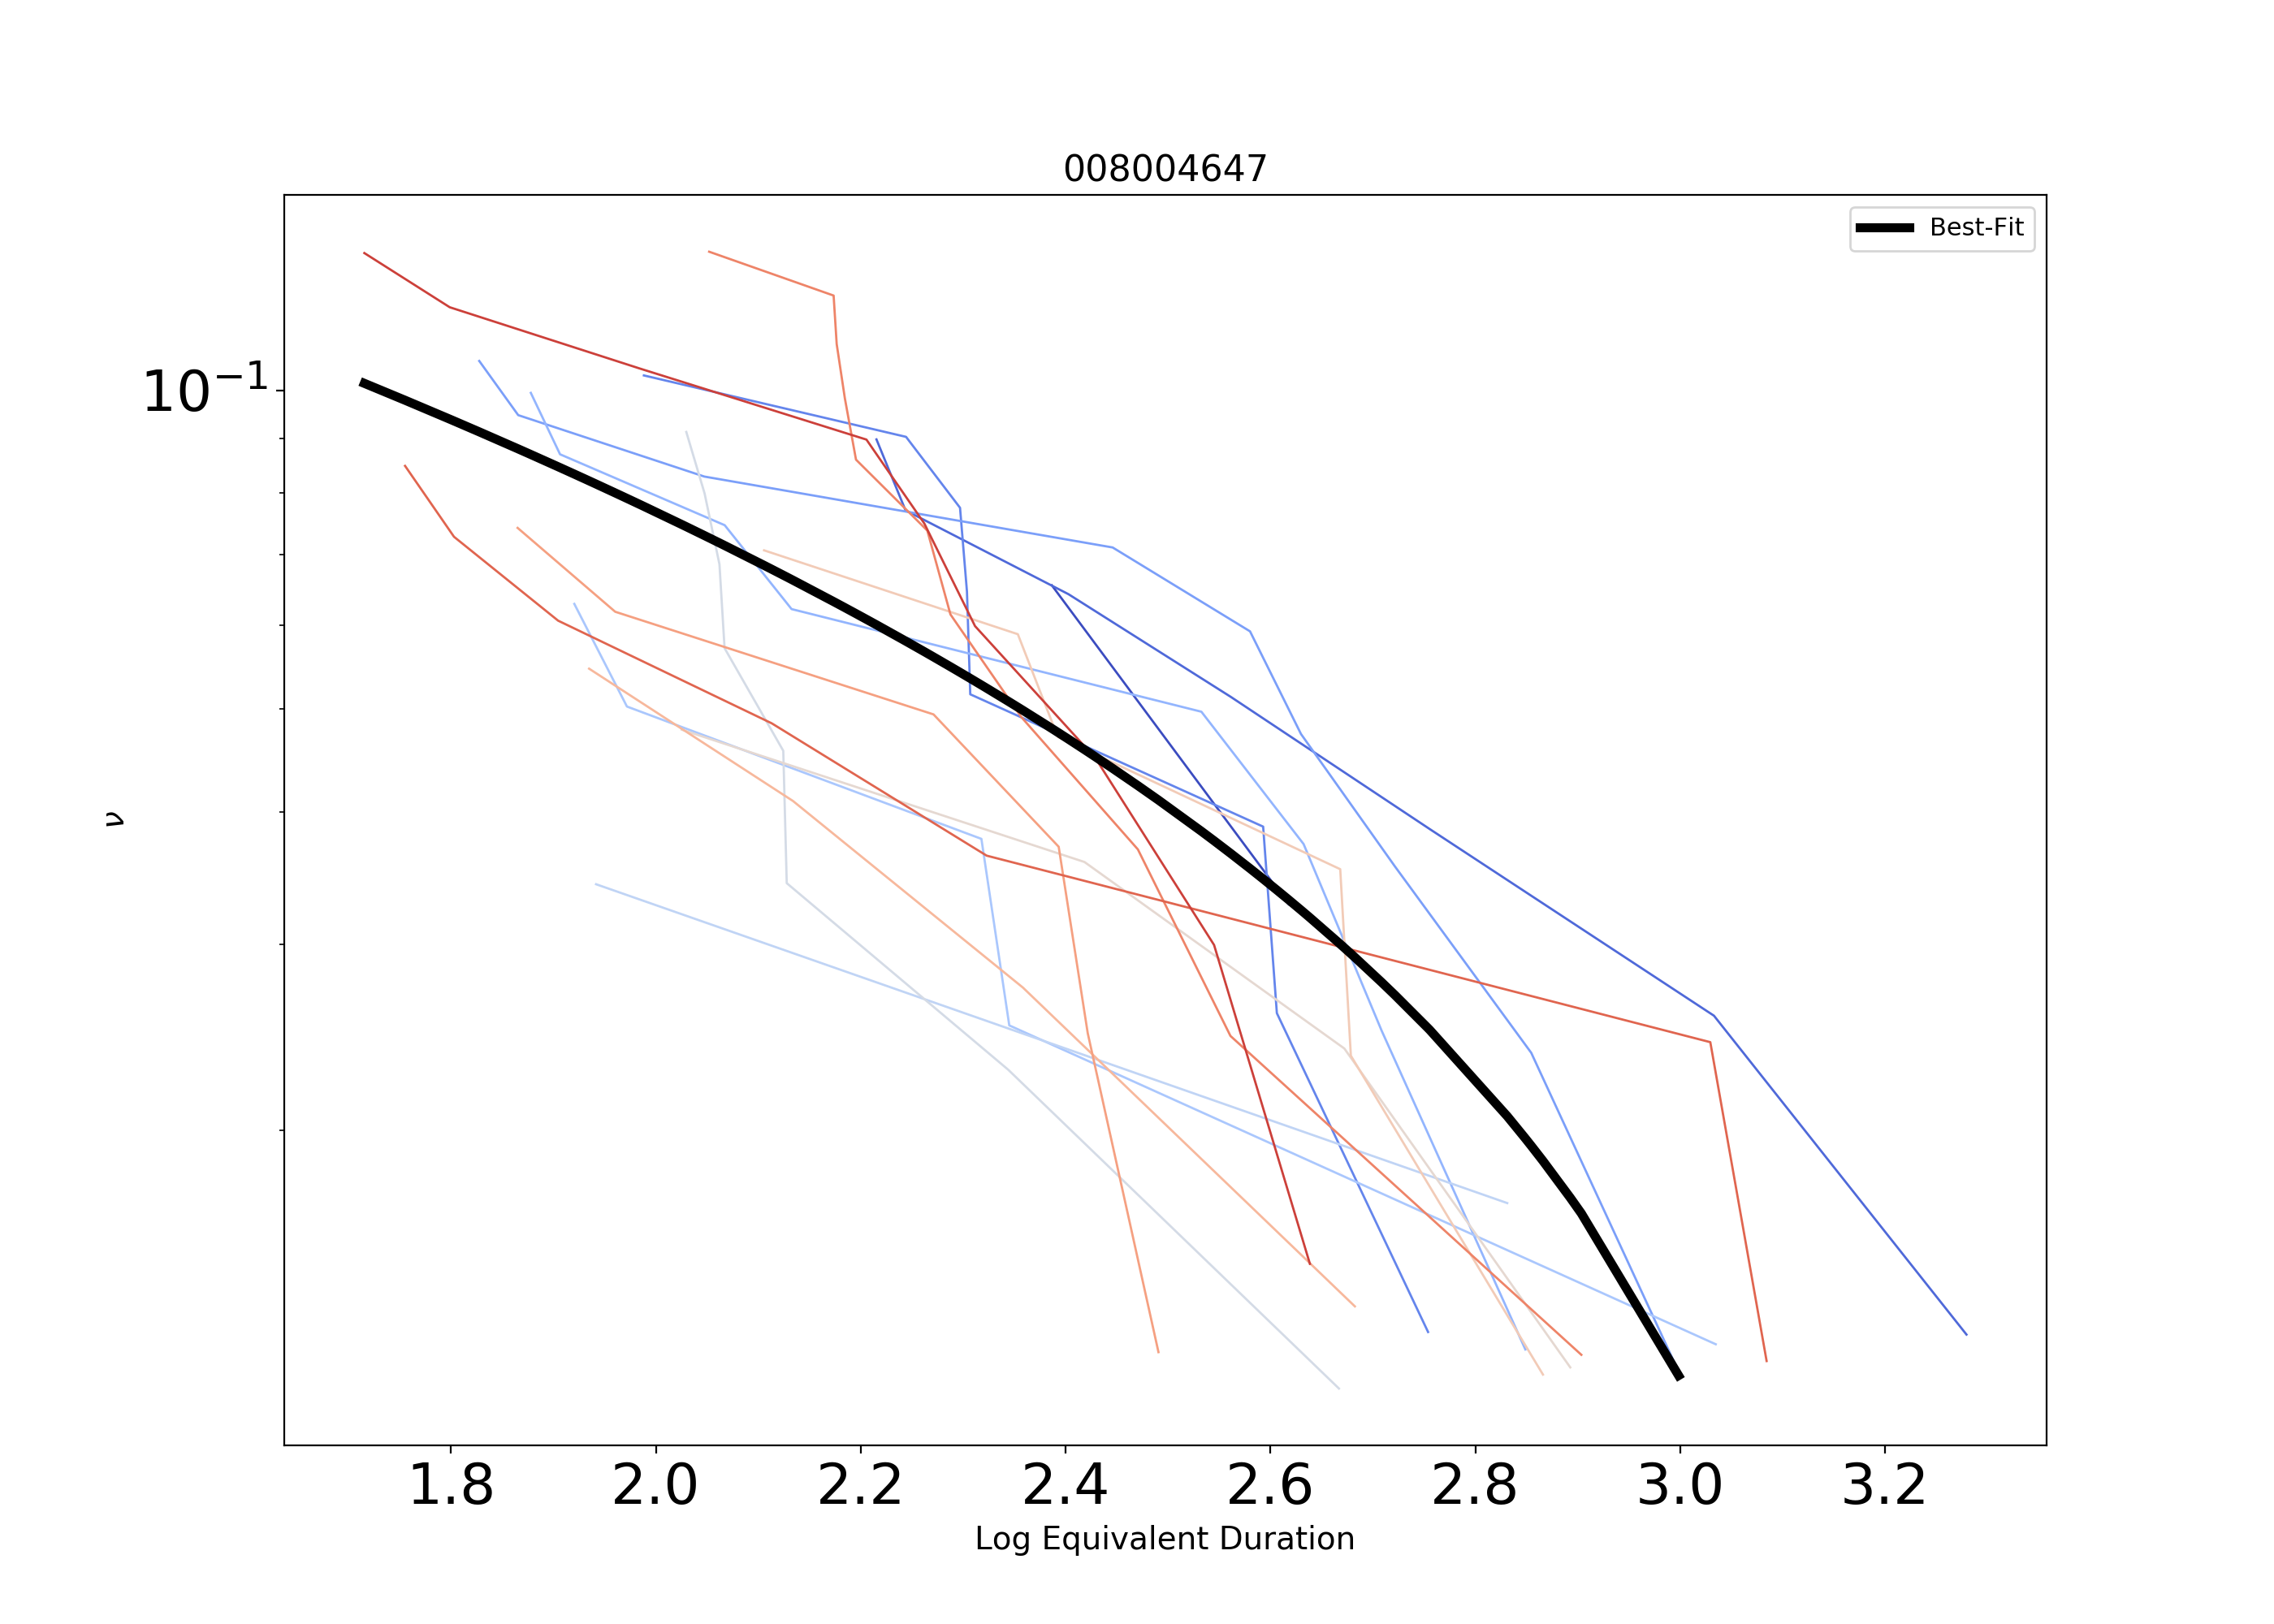 008004647
Best-Fit
10⁻¹
ν
1.8 2.0 2.2 2.4 2.6 2.8 3.0 3.2
Log Equivalent Duration